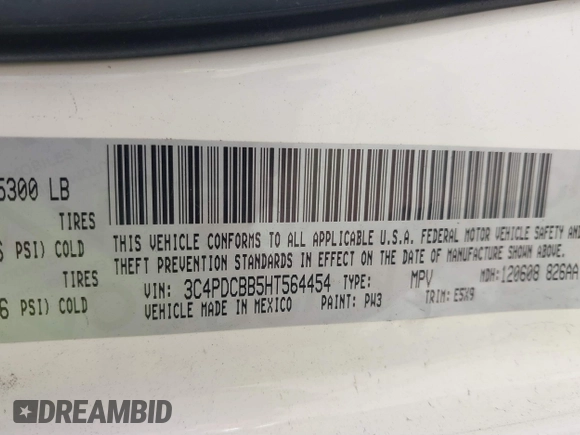 5300 LB
TIRES
PSI) COLD
TIRES
6 PSI) COLD
THIS VEHICLE CONFORMS TO ALL APPLICABLE U.S.A. FEDERAL MOTOR VEHICLE SAFETY AND
THEFT PREVENTION STANDARDS IN EFFECT ON THE DATE OF MANUFACTURE SHOWN ABOVE.
VIN: 3C4PDCBB5HT564454 TYPE: MPV MDH: 120608 826AA
VEHICLE MADE IN MEXICO PAINT: PW3 TRIM: E5X9
DREAMBID